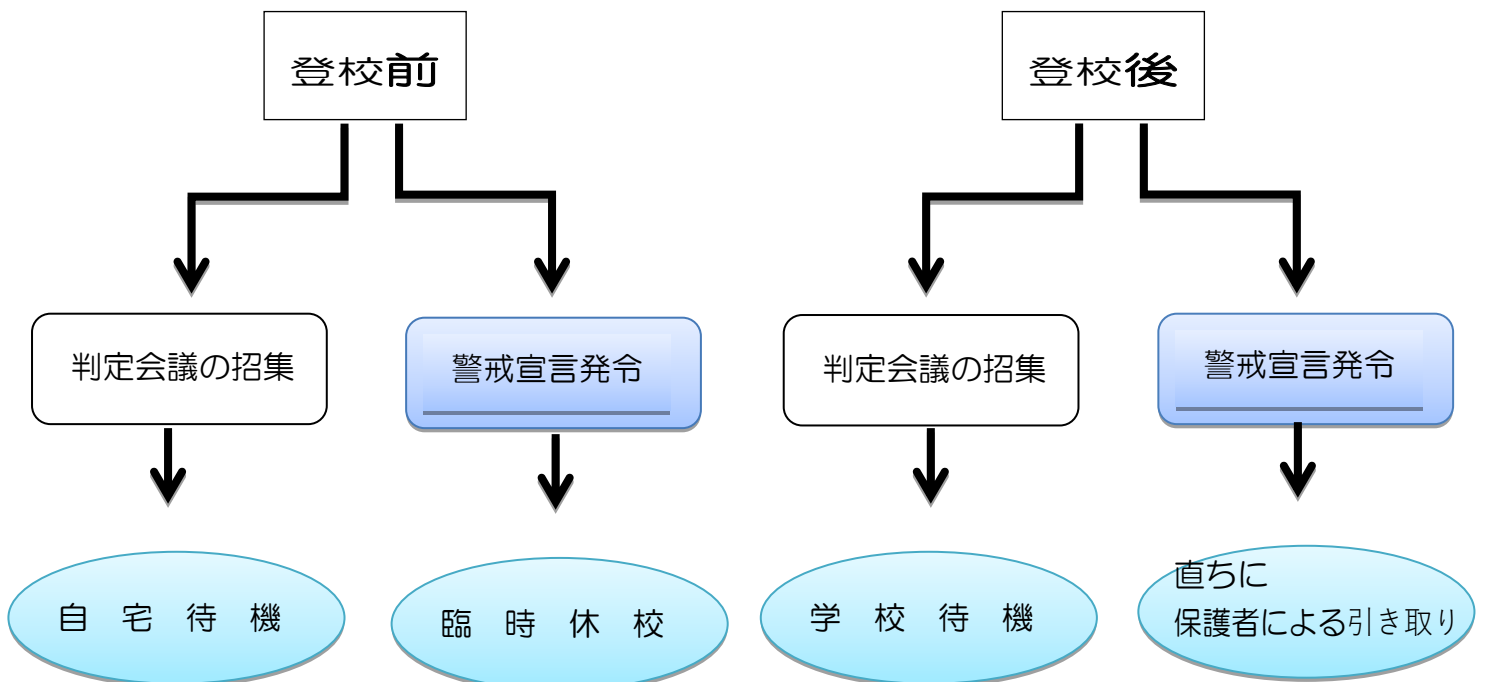 登校前
登校後
判定会議の招集
警戒宣言発令
判定会議の招集
警戒宣言発令
自 宅 待 機
臨 時 休 校
学 校 待 機
直ちに
保護者による引き取り